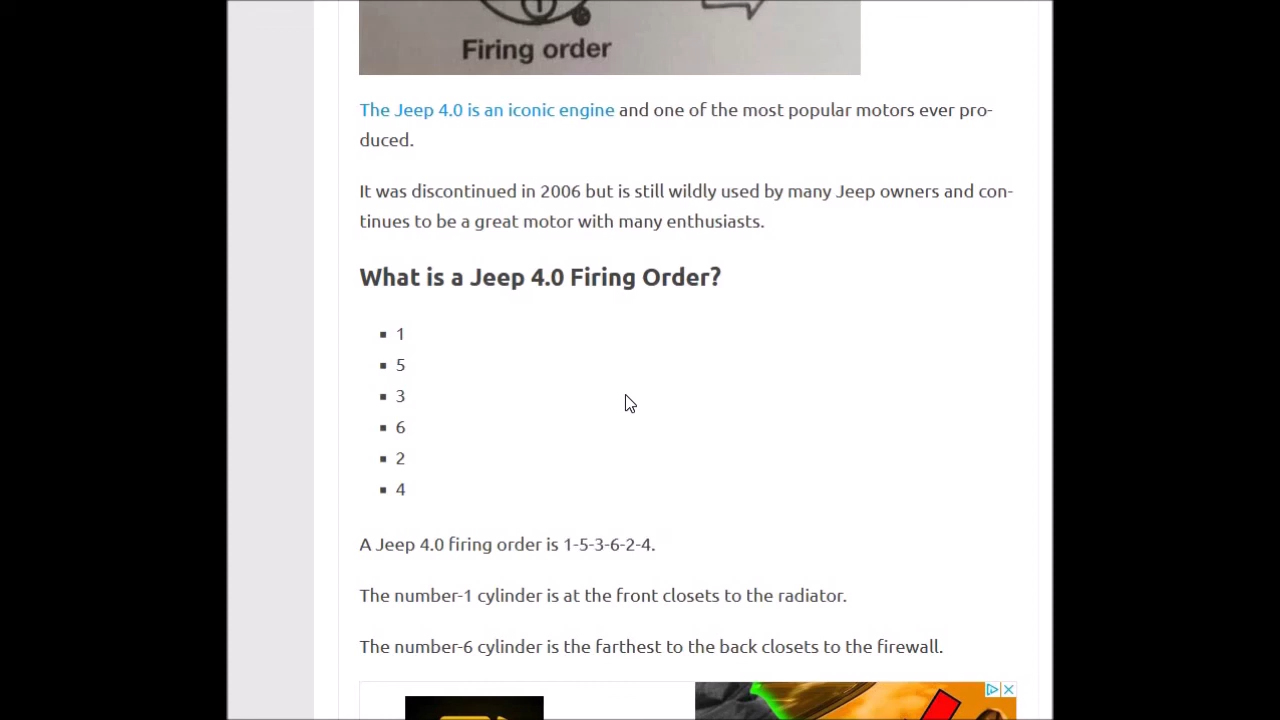 Firing order
The Jeep 4.0 is an iconic engine and one of the most popular motors ever pro-
duced.
It was discontinued in 2006 but is still wildly used by many Jeep owners and con-
tinues to be a great motor with many enthusiasts.
What is a Jeep 4.0 Firing Order?
1
5
3
6
2
4
A Jeep 4.0 firing order is 1-5-3-6-2-4.
The number-1 cylinder is at the front closets to the radiator.
The number-6 cylinder is the farthest to the back closets to the firewall.